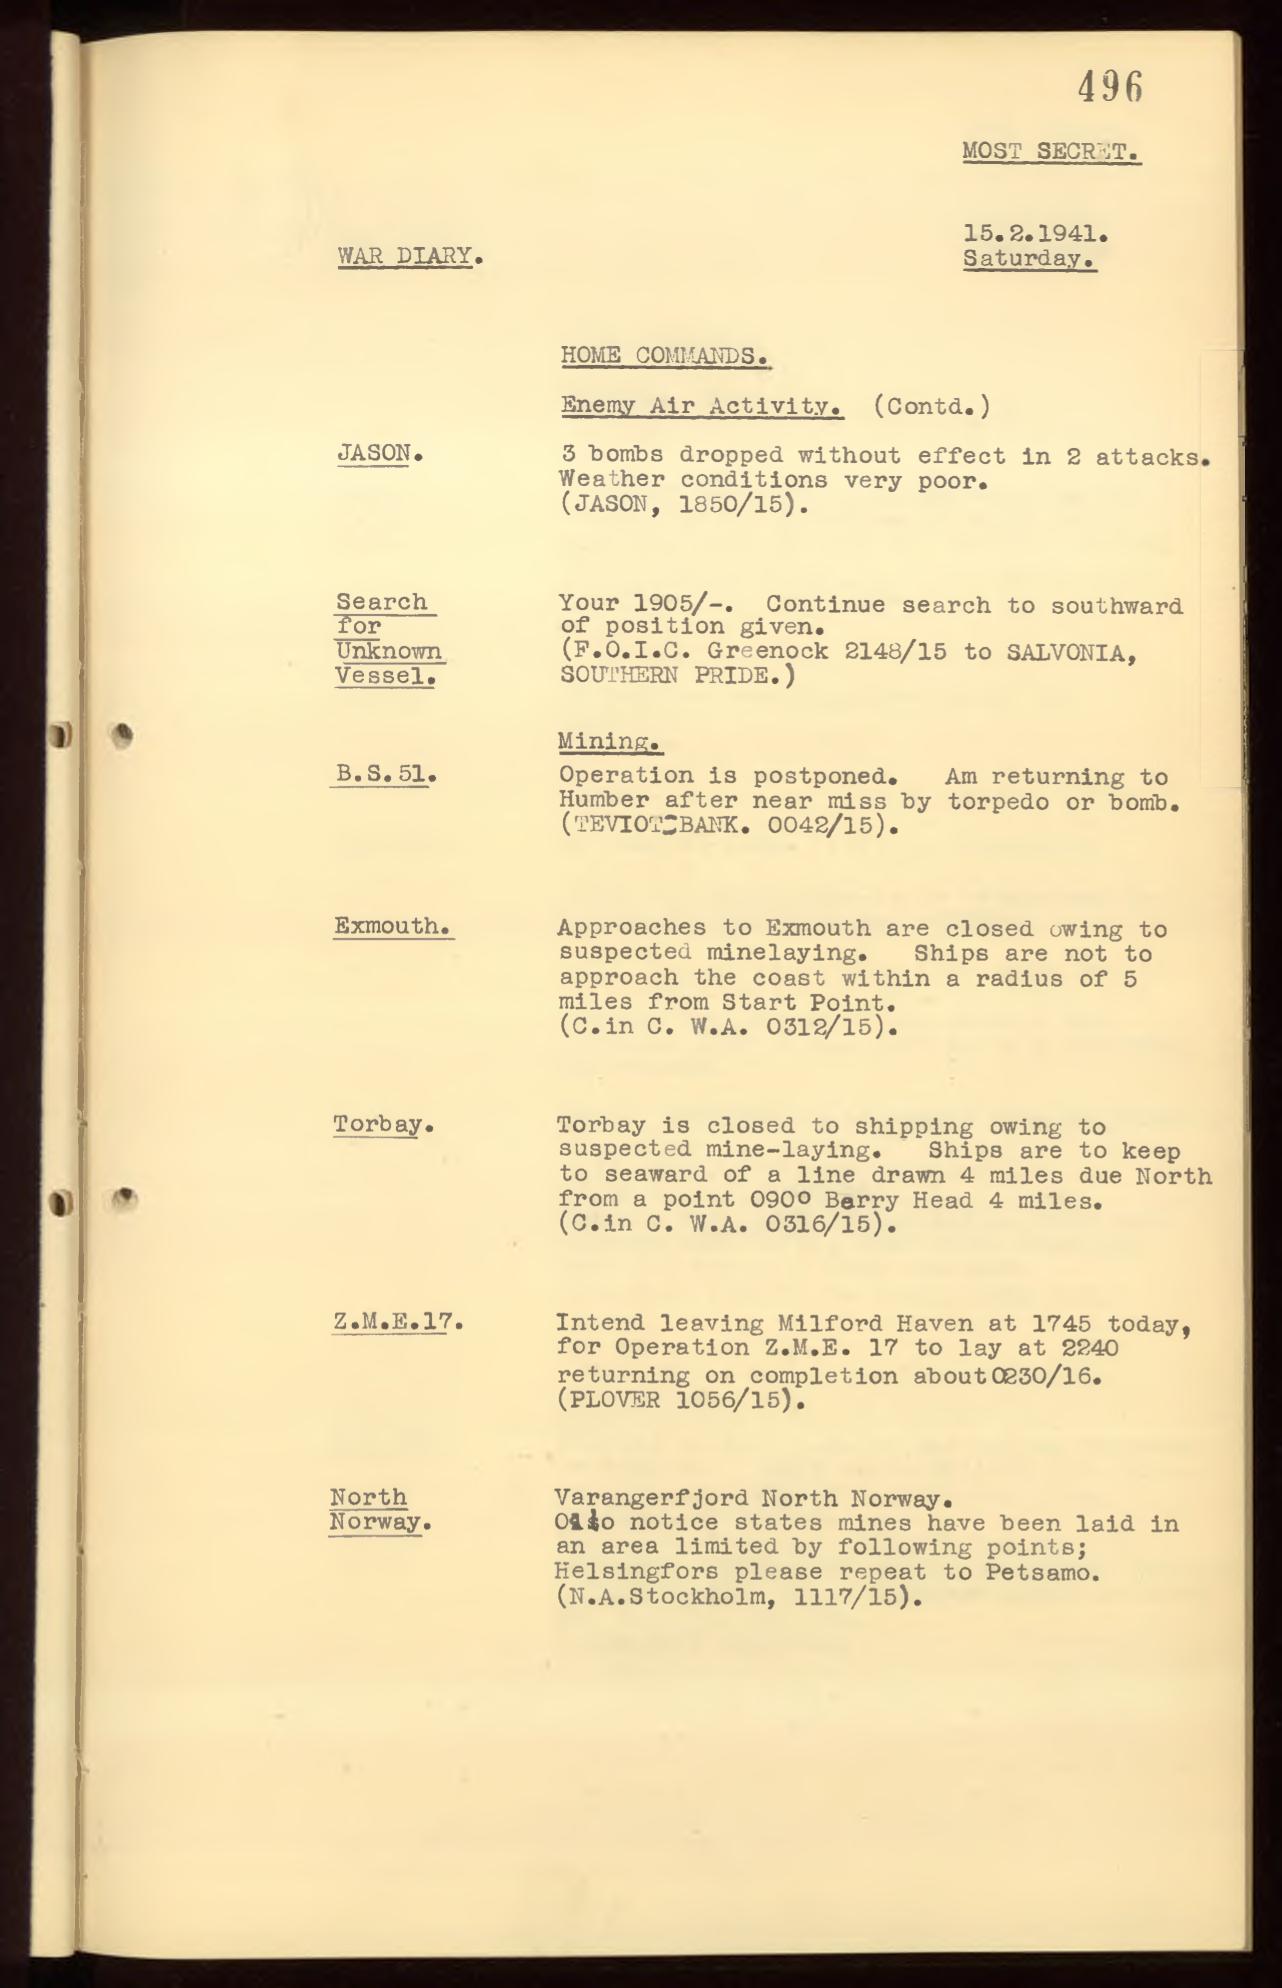 496
MOST SECRET.
15.2.1941.
WAR DIARY.
Saturday.
HOME COMMANDS.
Enemy Air Activity. (Contd.)
JASON.
3 bombs dropped without effect in 2 attacks.
Weather conditions very poor.
(JASON, 1850/15).
Search
for
Unknown
Vessel.
Your 1905/-. Continue search to southward
of position given.
(F.O.I.C. Greenock 2148/15 to SALVONIA,
SOUTHERN PRIDE.)
Mining.
B.S.51.
Operation is postponed. Am returning to
Humber after near miss by torpedo or bomb.
(TEVIOTBANK. 0042/15).
Exmouth.
Approaches to Exmouth are closed owing to
suspected minelaying. Ships are not to
approach the coast within a radius of 5
miles from Start Point.
(C.in C. W.A. 0312/15).
Torbay.
Torbay is closed to shipping owing to
suspected mine-laying. Ships are to keep
to seaward of a line drawn 4 miles due North
from a point 090º Berry Head 4 miles.
(C.in C. W.A. 0316/15).
Z.M.E.17.
Intend leaving Milford Haven at 1745 today,
for Operation Z.M.E. 17 to lay at 2240
returning on completion about 0230/16.
(PLOVER 1056/15).
North
Norway.
Varangerfjord North Norway.
Oslo notice states mines have been laid in
an area limited by following points;
Helsingfors please repeat to Petsamo.
(N.A.Stockholm, 1117/15).